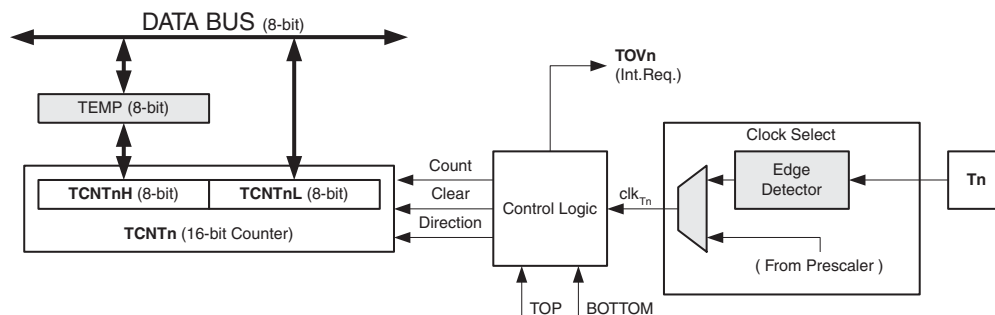 DATA BUS (8-bit)
TOVn
(Int.Req.)
TEMP (8-bit)
Clock Select
Count
Edge
Detector
Tn
TCNTnH (8-bit)
TCNTnL (8-bit)
Clear
Control Logic
clkTn
Direction
TCNTn (16-bit Counter)
( From Prescaler )
TOP
BOTTOM